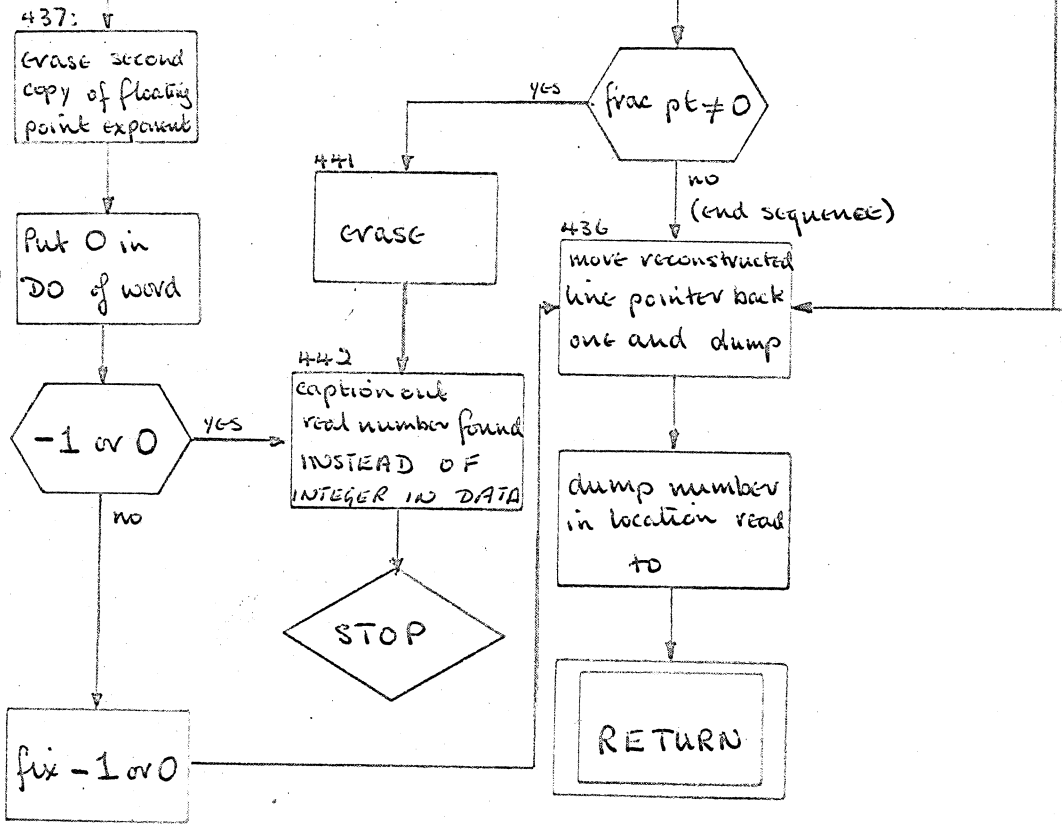 437:
erase second
copy of floating
point exponent
Put 0 in
D0 of word
-1 or 0
YES
no
fix -1 or 0
frac pt ≠ 0
YES
no
(end sequence)
441
erase
442
caption out
real number found
INSTEAD OF
INTEGER IN DATA
STOP
436
move reconstructed
line pointer back
one and dump
dump number
in location read
to
RETURN